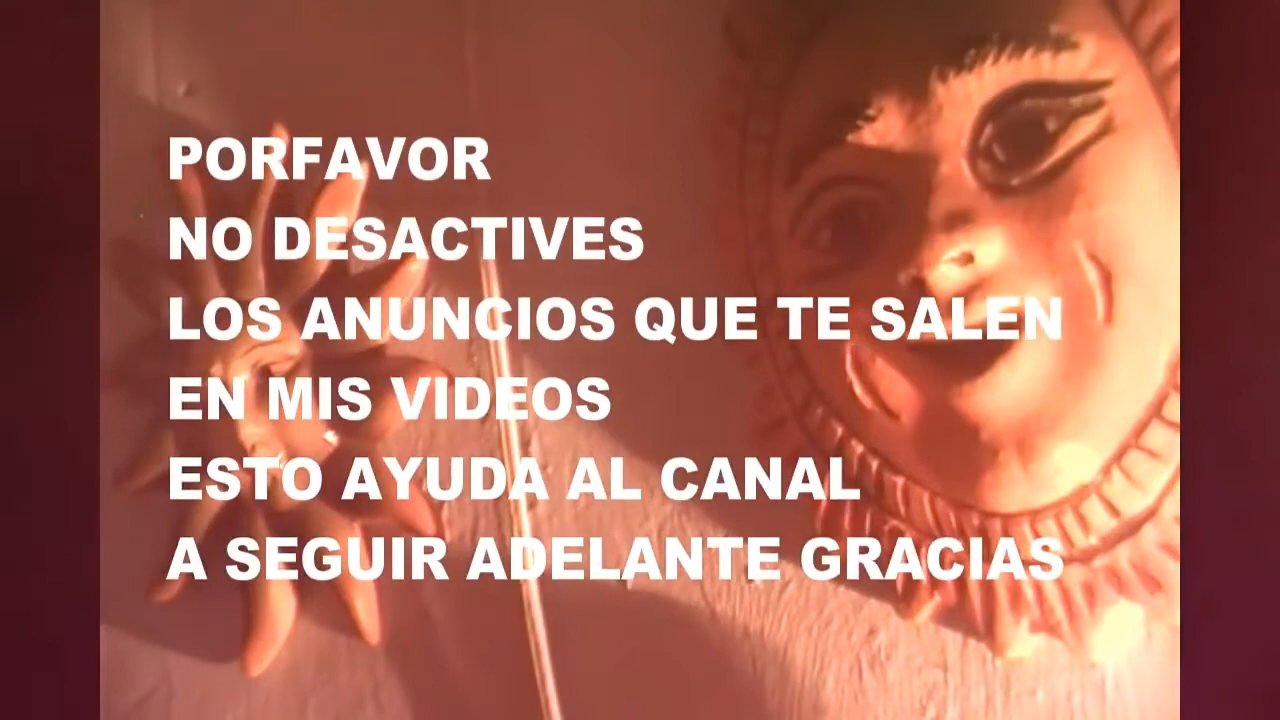 PORFAVOR
NO DESACTIVES
LOS ANUNCIOS QUE TE SALEN
EN MIS VIDEOS
ESTO AYUDA AL CANAL
A SEGUIR ADELANTE GRACIAS